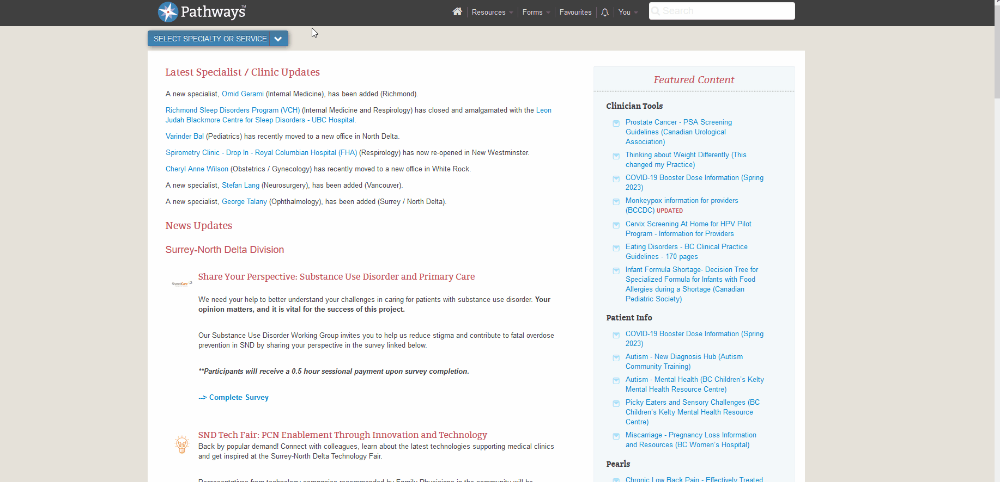 Pathways™
Resources
Forms
Favourites
You
Search
SELECT SPECIALTY OR SERVICE
Latest Specialist / Clinic Updates
A new specialist, Omid Gerami (Internal Medicine), has been added (Richmond).
Richmond Sleep Disorders Program (VCH) (Internal Medicine and Respirology) has closed and amalgamated with the Leon
Judah Blackmore Centre for Sleep Disorders - UBC Hospital.
Varinder Bal (Pediatrics) has recently moved to a new office in North Delta.
Spirometry Clinic - Drop In - Royal Columbian Hospital (FHA) (Respirology) has now re-opened in New Westminster.
Cheryl Anne Wilson (Obstetrics / Gynecology) has recently moved to a new office in White Rock.
A new specialist, Stefan Lang (Neurosurgery), has been added (Vancouver).
A new specialist, George Talany (Ophthalmology), has been added (Surrey / North Delta).
News Updates
Surrey-North Delta Division
SharedCare
Share Your Perspective: Substance Use Disorder and Primary Care
We need your help to better understand your challenges in caring for patients with substance use disorder. Your
opinion matters, and it is vital for the success of this project.
Our Substance Use Disorder Working Group invites you to help us reduce stigma and contribute to fatal overdose
prevention in SND by sharing your perspective in the survey linked below.
**Participants will receive a 0.5 hour sessional payment upon survey completion.
--> Complete Survey
SND Tech Fair: PCN Enablement Through Innovation and Technology
Back by popular demand! Connect with colleagues, learn about the latest technologies supporting medical clinics
and get inspired at the Surrey-North Delta Technology Fair.
Representatives from technology companies recommended by Family Physicians in the community will be
Featured Content
Clinician Tools
Prostate Cancer - PSA Screening
Guidelines (Canadian Urological
Association)
Thinking about Weight Differently (This
changed my Practice)
COVID-19 Booster Dose Information (Spring
2023)
Monkeypox information for providers
(BCCDC) UPDATED
Cervix Screening At Home for HPV Pilot
Program - Information for Providers
Eating Disorders - BC Clinical Practice
Guidelines - 170 pages
Infant Formula Shortage- Decision Tree for
Specialized Formula for Infants with Food
Allergies during a Shortage (Canadian
Pediatric Society)
Patient Info
COVID-19 Booster Dose Information (Spring
2023)
Autism - New Diagnosis Hub (Autism
Community Training)
Autism - Mental Health (BC Children's Kelty
Mental Health Resource Centre)
Picky Eaters and Sensory Challenges (BC
Children's Kelty Mental Health Resource
Centre)
Miscarriage - Pregnancy Loss Information
and Resources (BC Women's Hospital)
Pearls
Chronic Low Back Pain - Effectively Treated